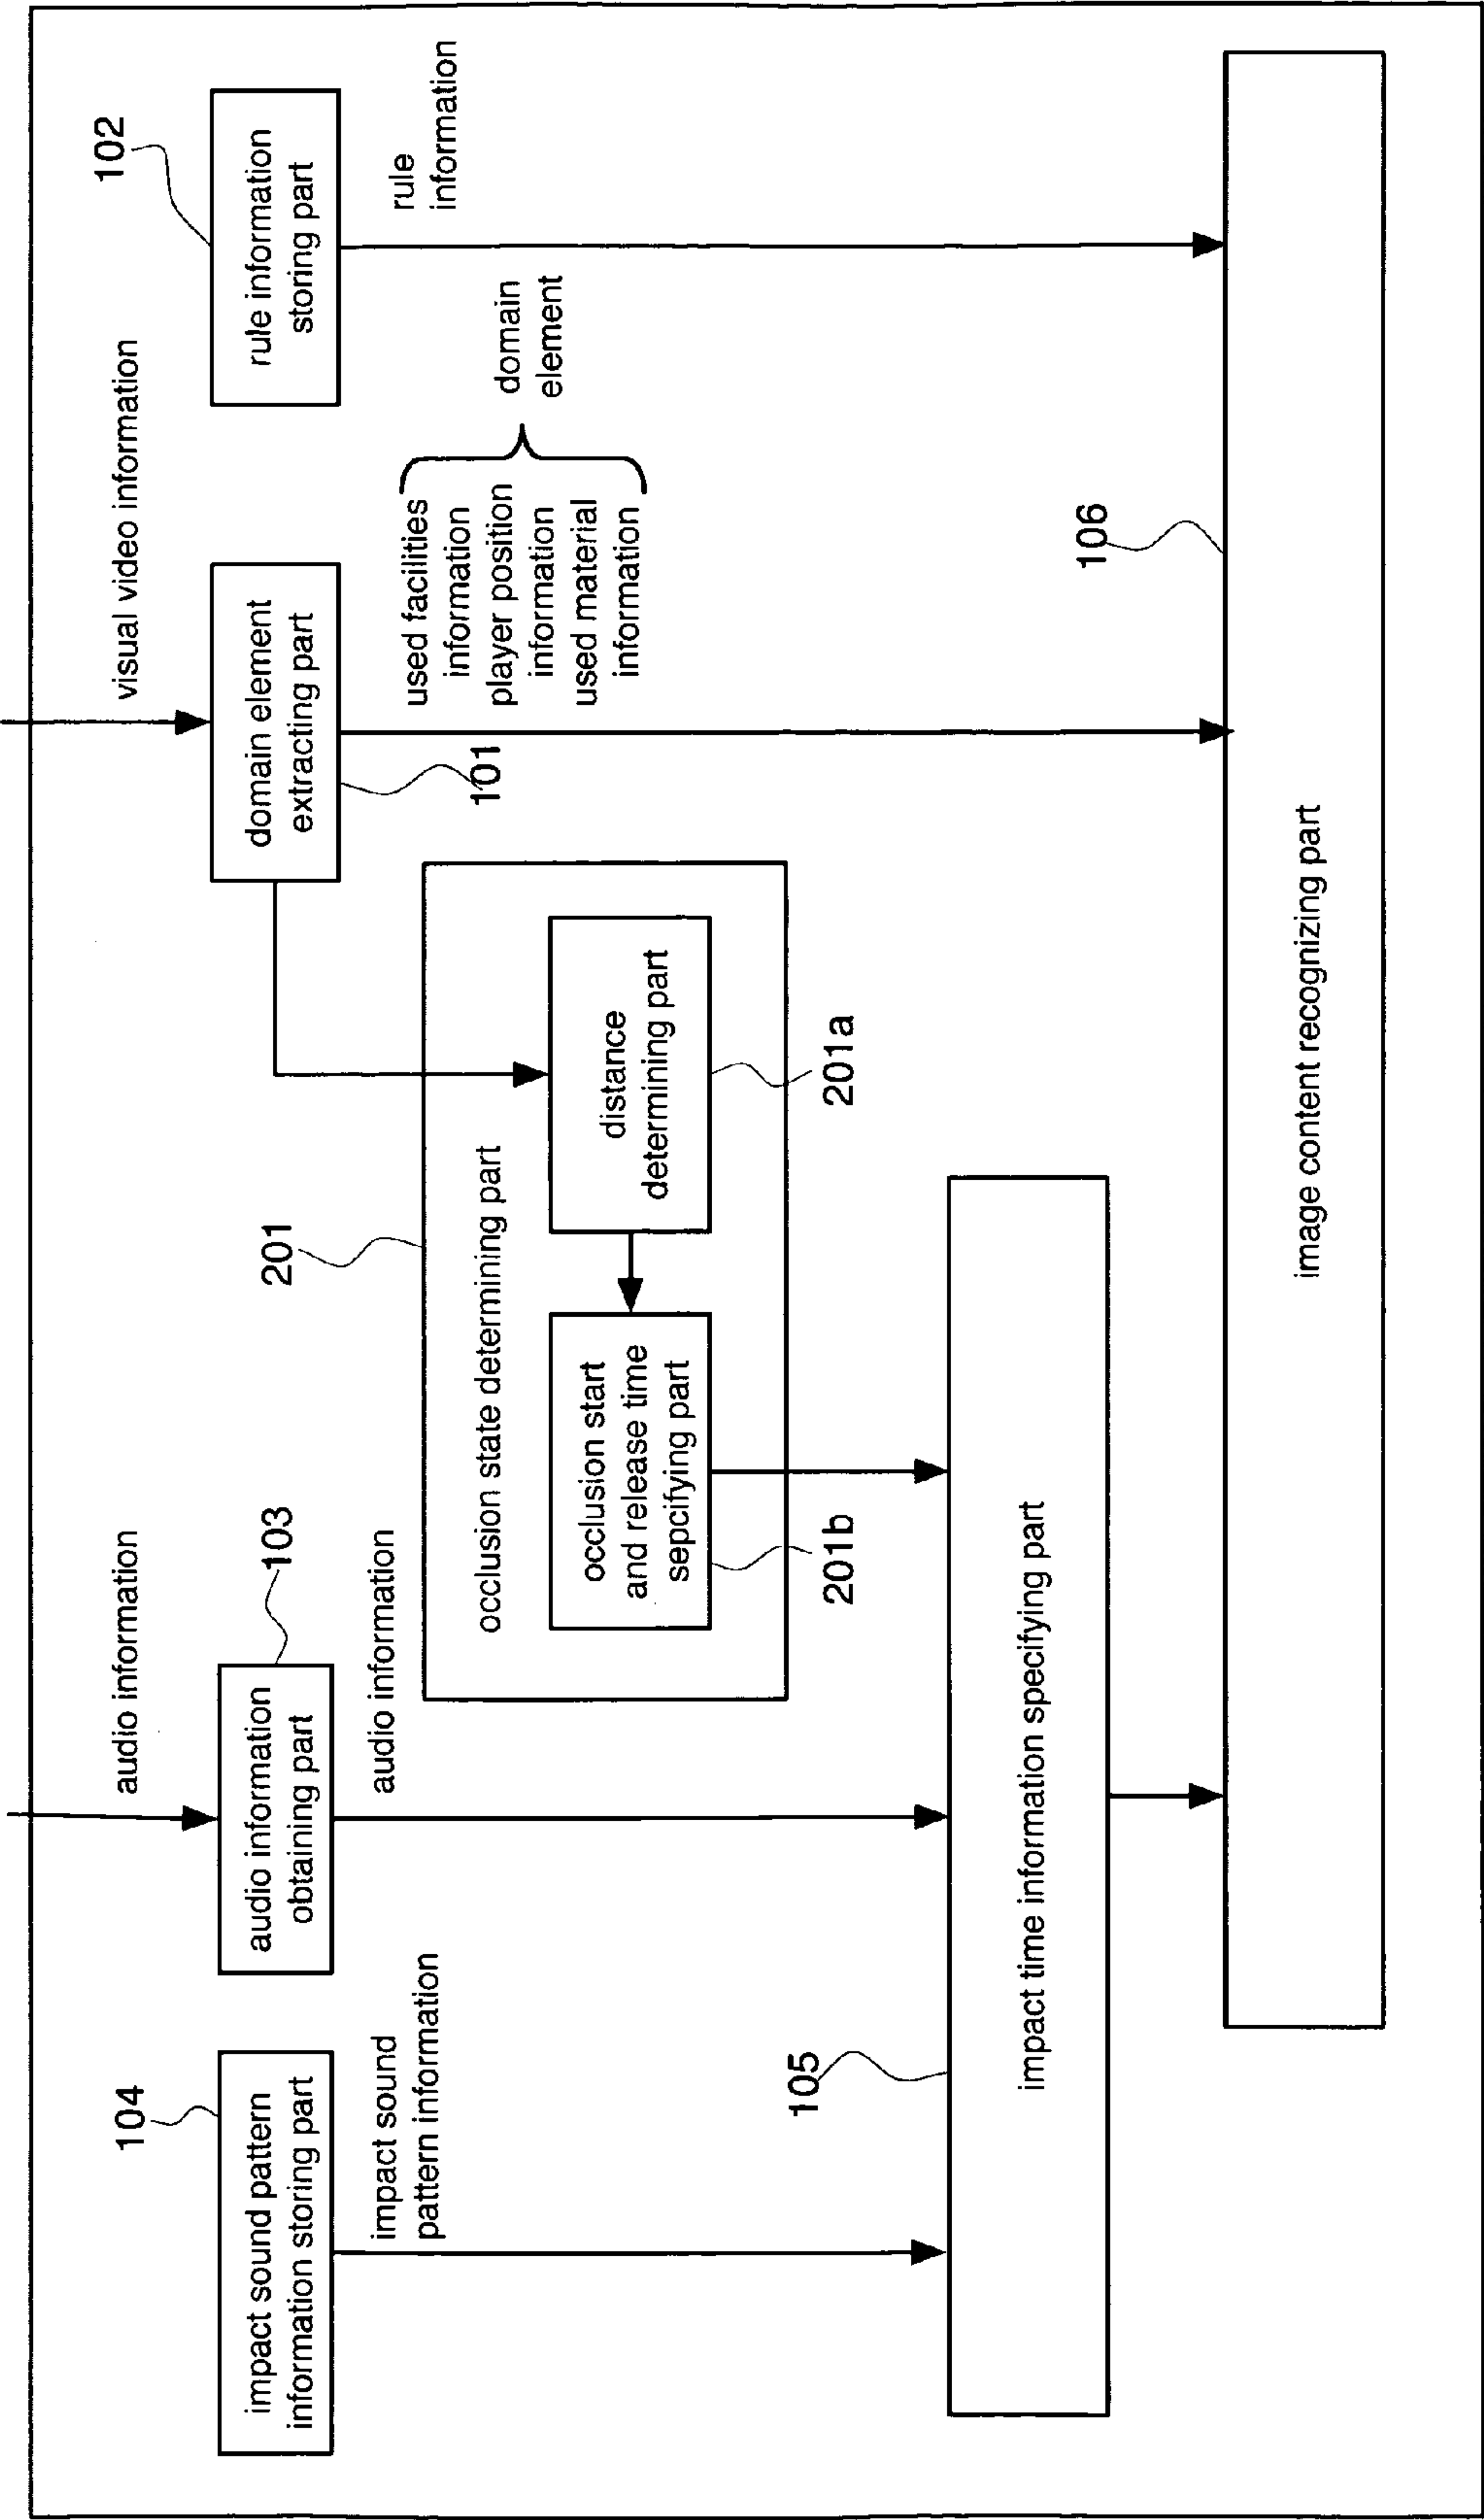 audio information
visual video information
104
impact sound pattern
information storing part
103
audio information
obtaining part
domain element
extracting part
101
102
rule information
storing part
impact sound
pattern information
audio information
201
occlusion state determining part
occlusion start
and release time
sepcifying part
201b
distance
determining part
201a
used facilities
information
player position
information
used material
information
domain
element
rule
information
105
impact time information specifying part
106
image content recognizing part